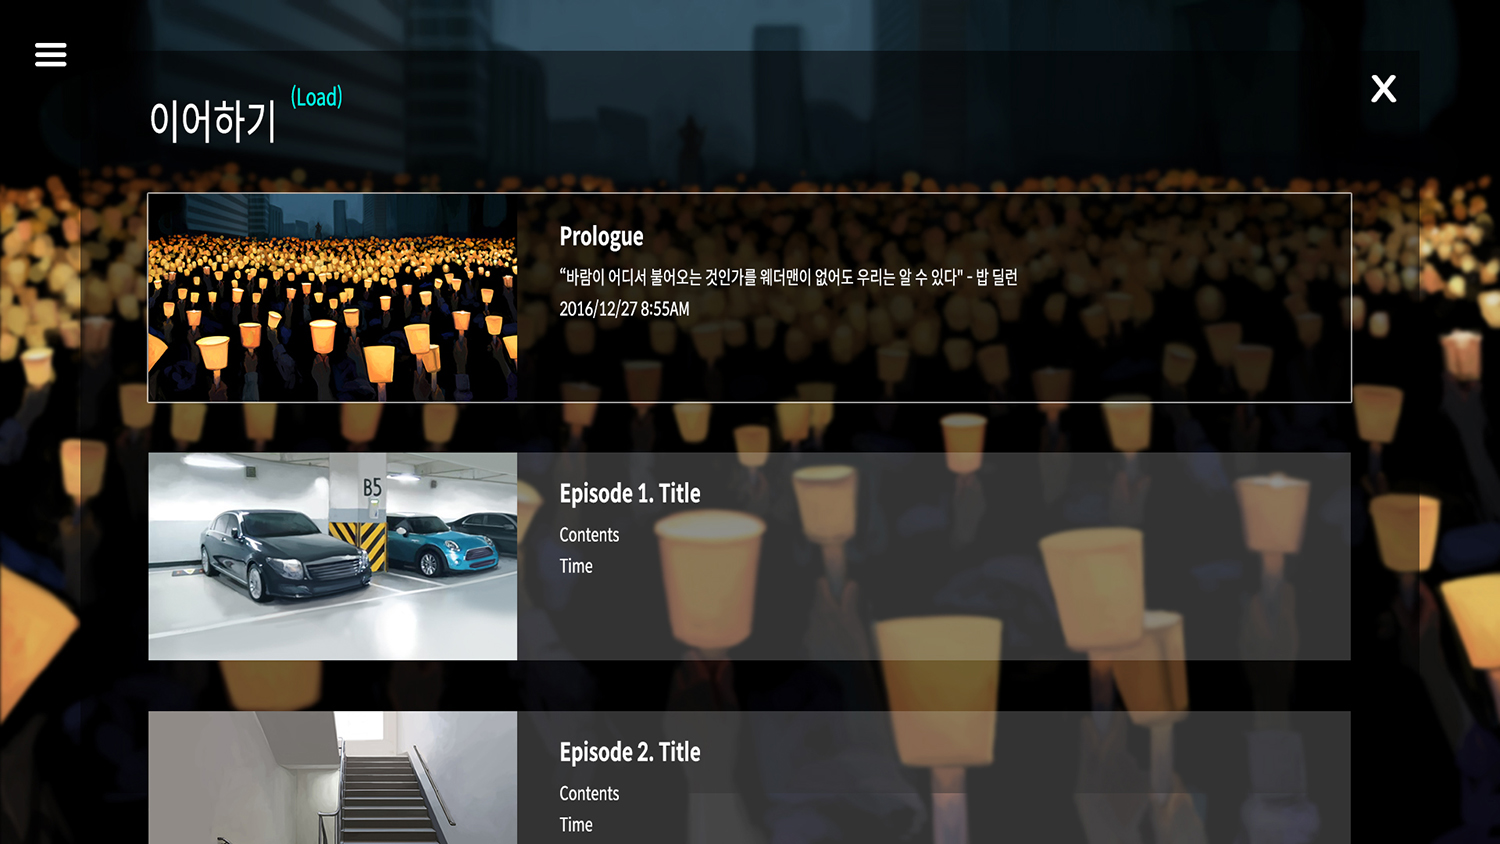 이어하기 (Load)
X
Prologue
“바람이 어디서 불어오는 것인가를 웨더맨이 없어도 우리는 알 수 있다" - 밥 딜런
2016/12/27 8:55AM
B5
Episode 1. Title
Contents
Time
Episode 2. Title
Contents
Time